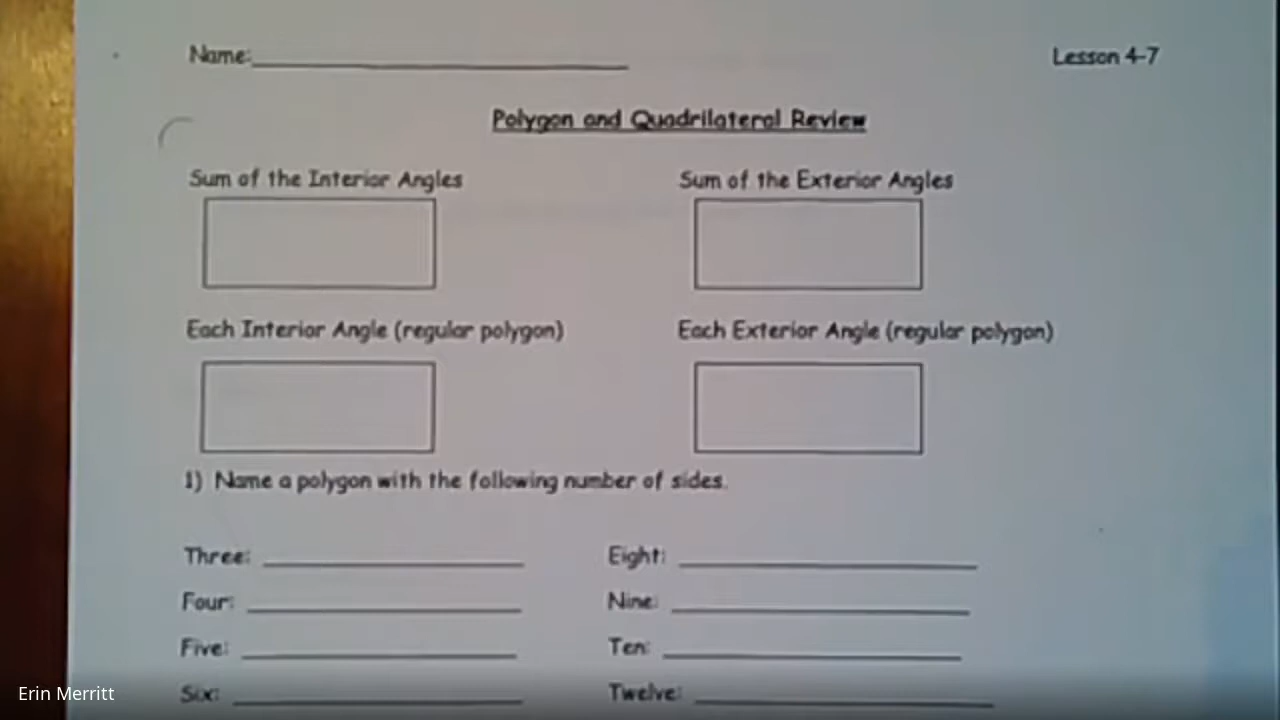 Name: Lesson 4-7
Polygon and Quadrilateral Review
Sum of the Interior Angles Sum of the Exterior Angles
Each Interior Angle (regular polygon) Each Exterior Angle (regular polygon)
1) Name a polygon with the following number of sides.
Three: Eight:
Four: Nine:
Five: Ten:
Six: Twelve:
Erin Merritt